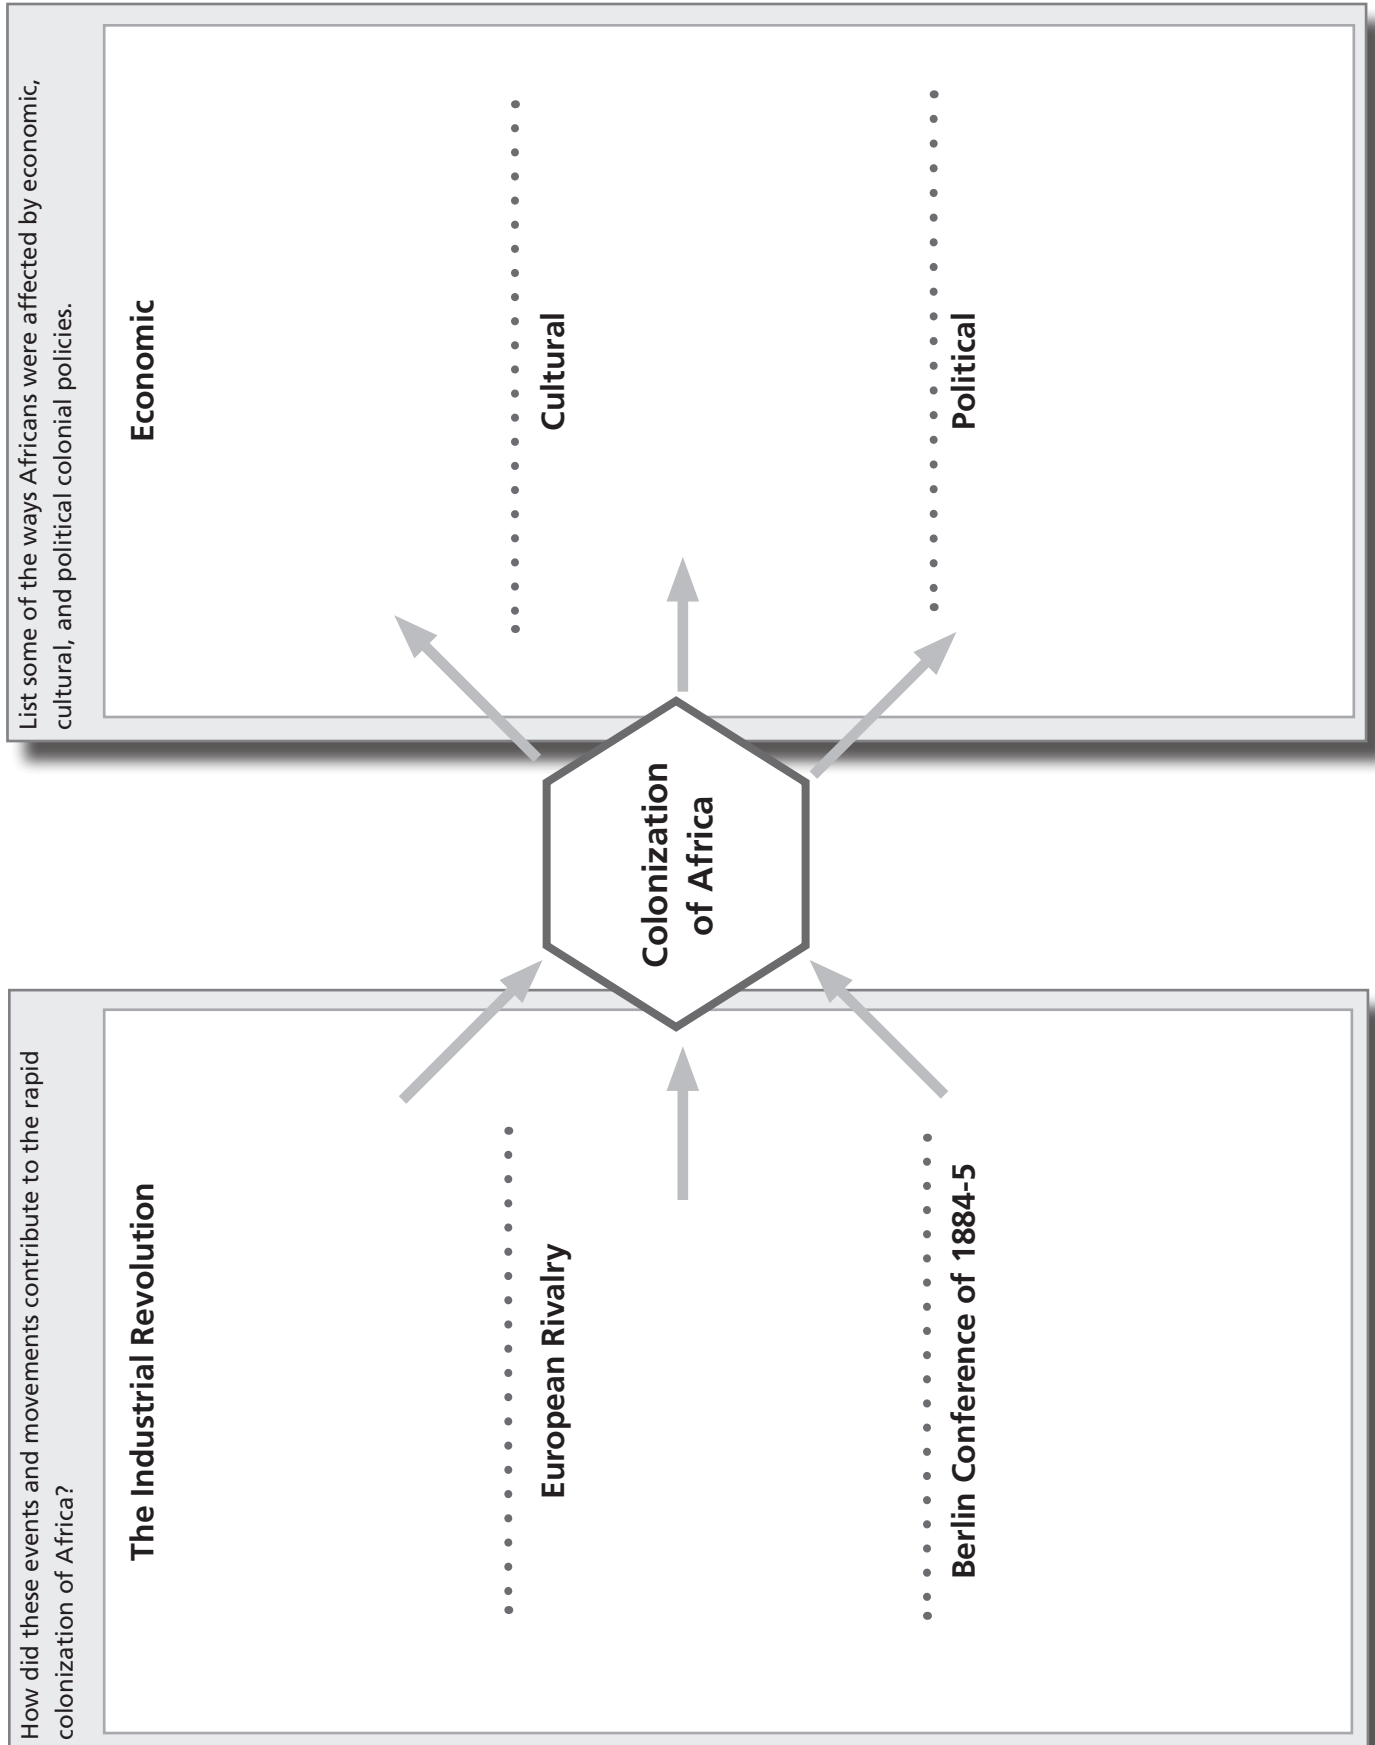 How did these events and movements contribute to the rapid
colonization of Africa?
The Industrial Revolution
European Rivalry
Berlin Conference of 1884-5
Colonization
of Africa
List some of the ways Africans were affected by economic,
cultural, and political colonial policies.
Economic
Cultural
Political